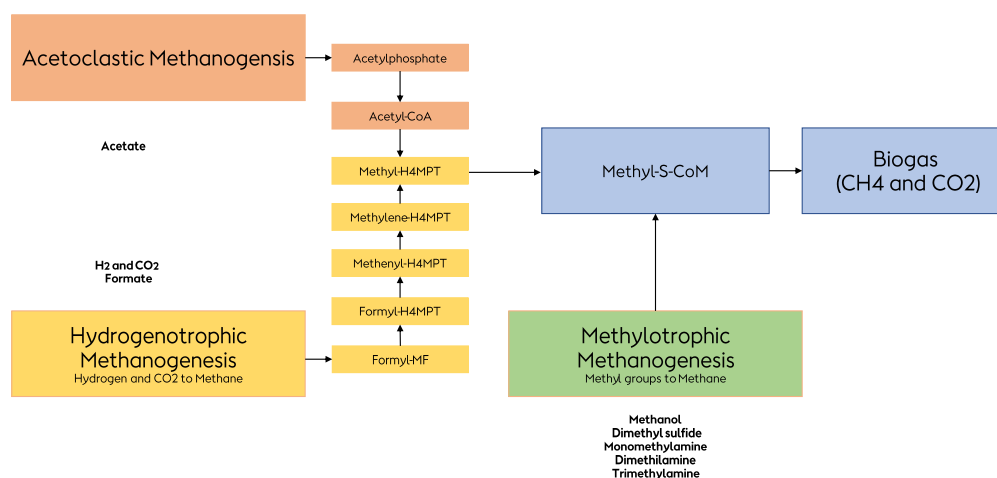 Acetoclastic Methanogensis
Acetate
H2 and CO2
Formate
Hydrogenotrophic
Methanogenesis
Hydrogen and CO2 to Methane
Acetylphosphate
Acetyl-CoA
Methyl-H4MPT
Methylene-H4MPT
Methenyl-H4MPT
Formyl-H4MPT
Formyl-MF
Methyl-S-CoM
Biogas
(CH4 and CO2)
Methylotrophic
Methanogenesis
Methyl groups to Methane
Methanol
Dimethyl sulfide
Monomethylamine
Dimethilamine
Trimethylamine